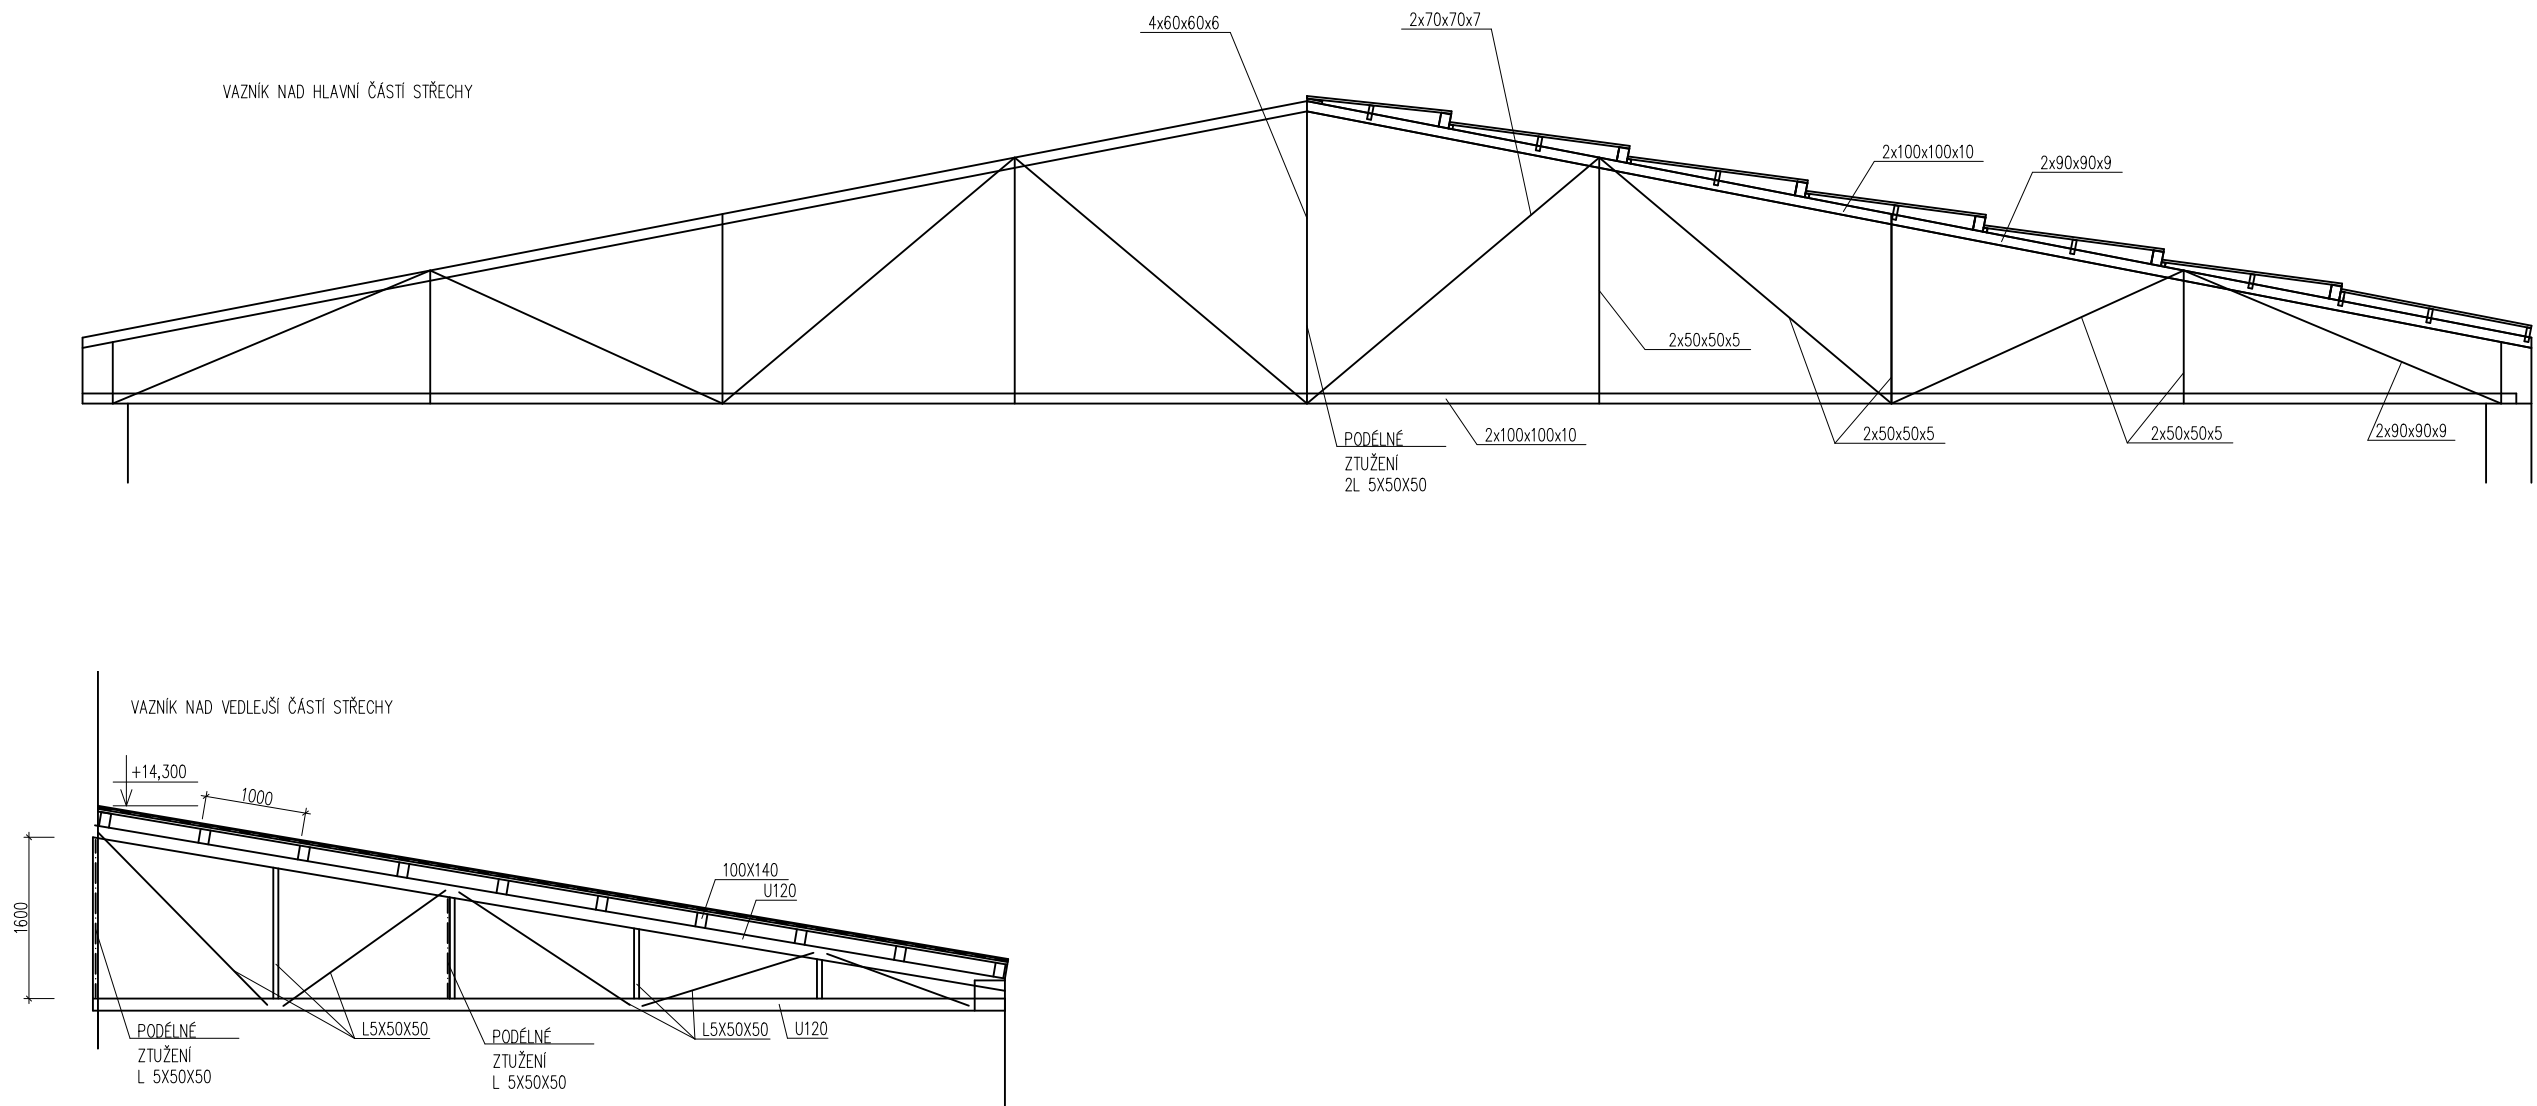 4x60x60x6
2x70x70x7
VAZNÍK NAD HLAVNÍ ČÁSTÍ STŘECHY
2x100x100x10
2x90x90x9
2x50x50x5
PODÉLNÉ
ZTUŽENÍ
2L 5X50X50
2x100x100x10
2x50x50x5
2x50x50x5
2x90x90x9
VAZNÍK NAD VEDLEJŠÍ ČÁSTÍ STŘECHY
+14,300
1000
1600
100X140
U120
PODÉLNÉ
ZTUŽENÍ
L 5X50X50
L5X50X50
PODÉLNÉ
ZTUŽENÍ
L 5X50X50
L5X50X50
U120